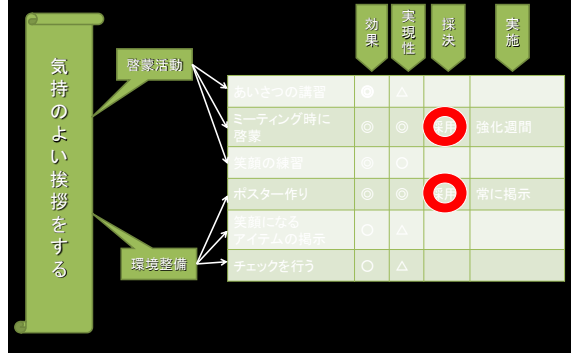 気持のよい挨拶をする
啓蒙活動
環境整備
効果
実現性
採決
実施
あいさつの講習 ◎ △
ミーティング時に
啓蒙 ◎ ◎ 採用 強化週間
笑顔の練習 ◎ ○
ポスター作り ◎ ◎ 採用 常に掲示
笑顔になる
アイテムの掲示 ○ △
チェックを行う ○ △